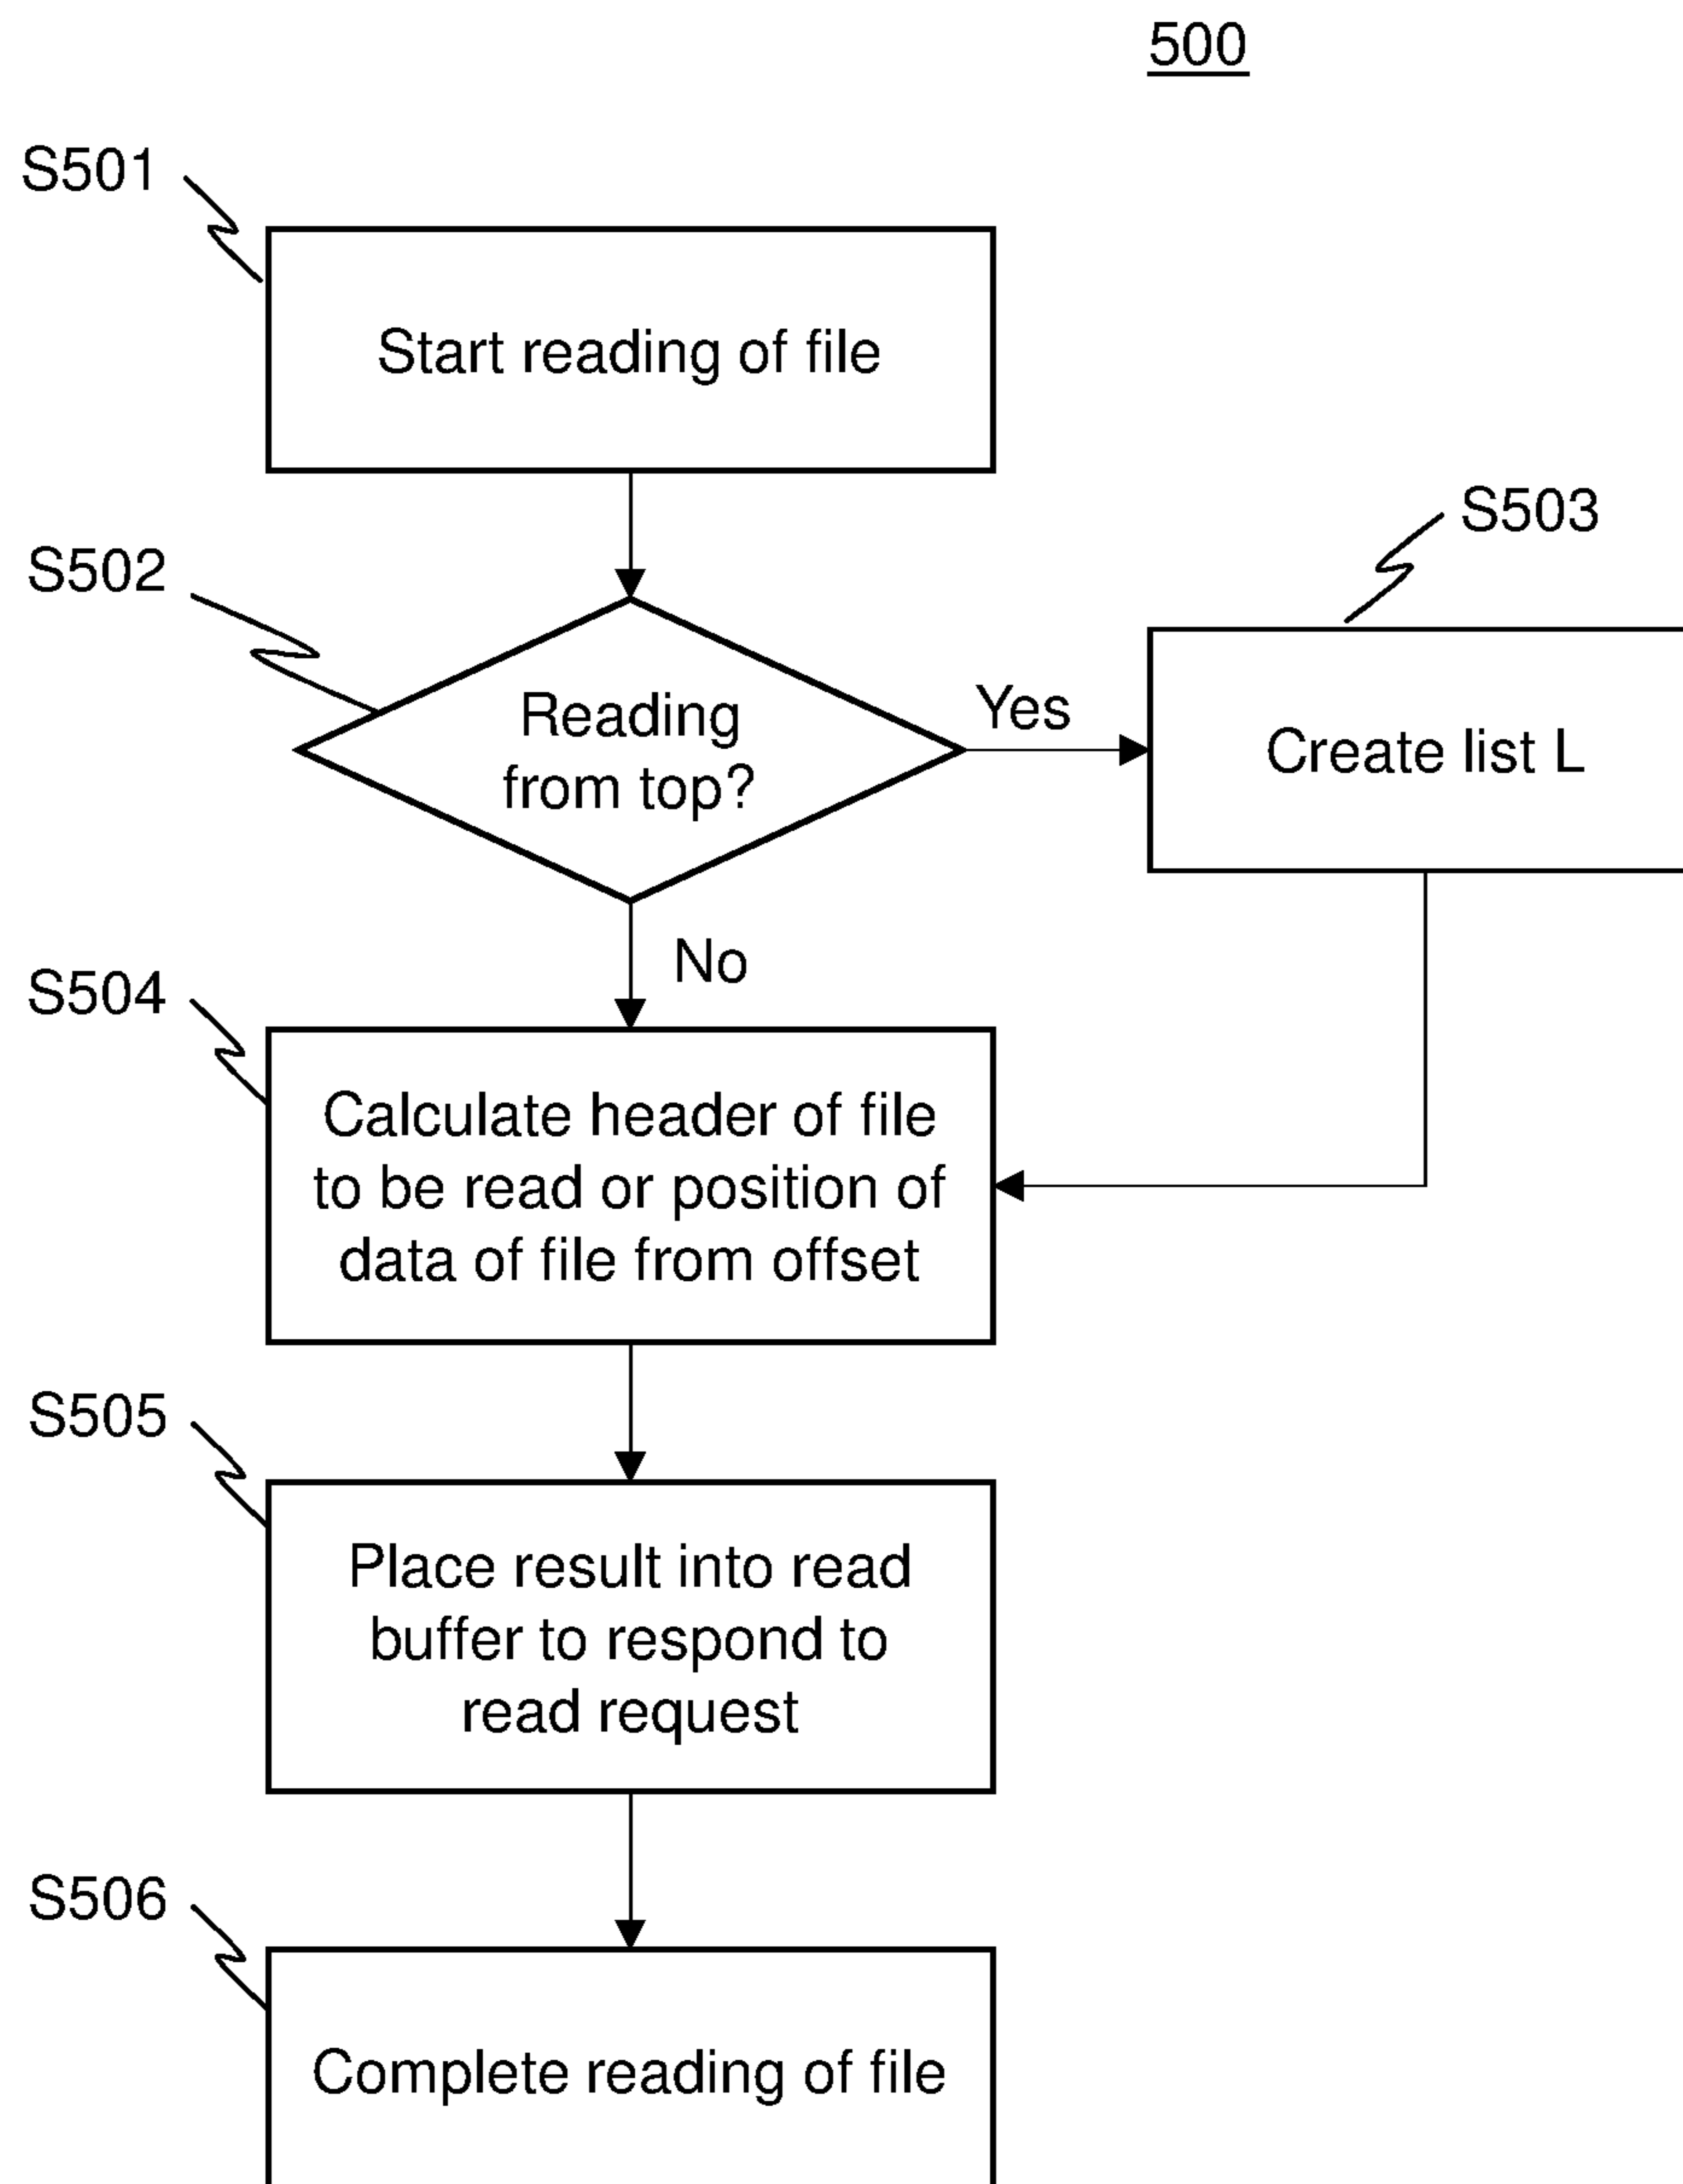 500
S501
Start reading of file
S502
Reading
from top?
Yes
S503
Create list L
No
S504
Calculate header of file
to be read or position of
data of file from offset
S505
Place result into read
buffer to respond to
read request
S506
Complete reading of file